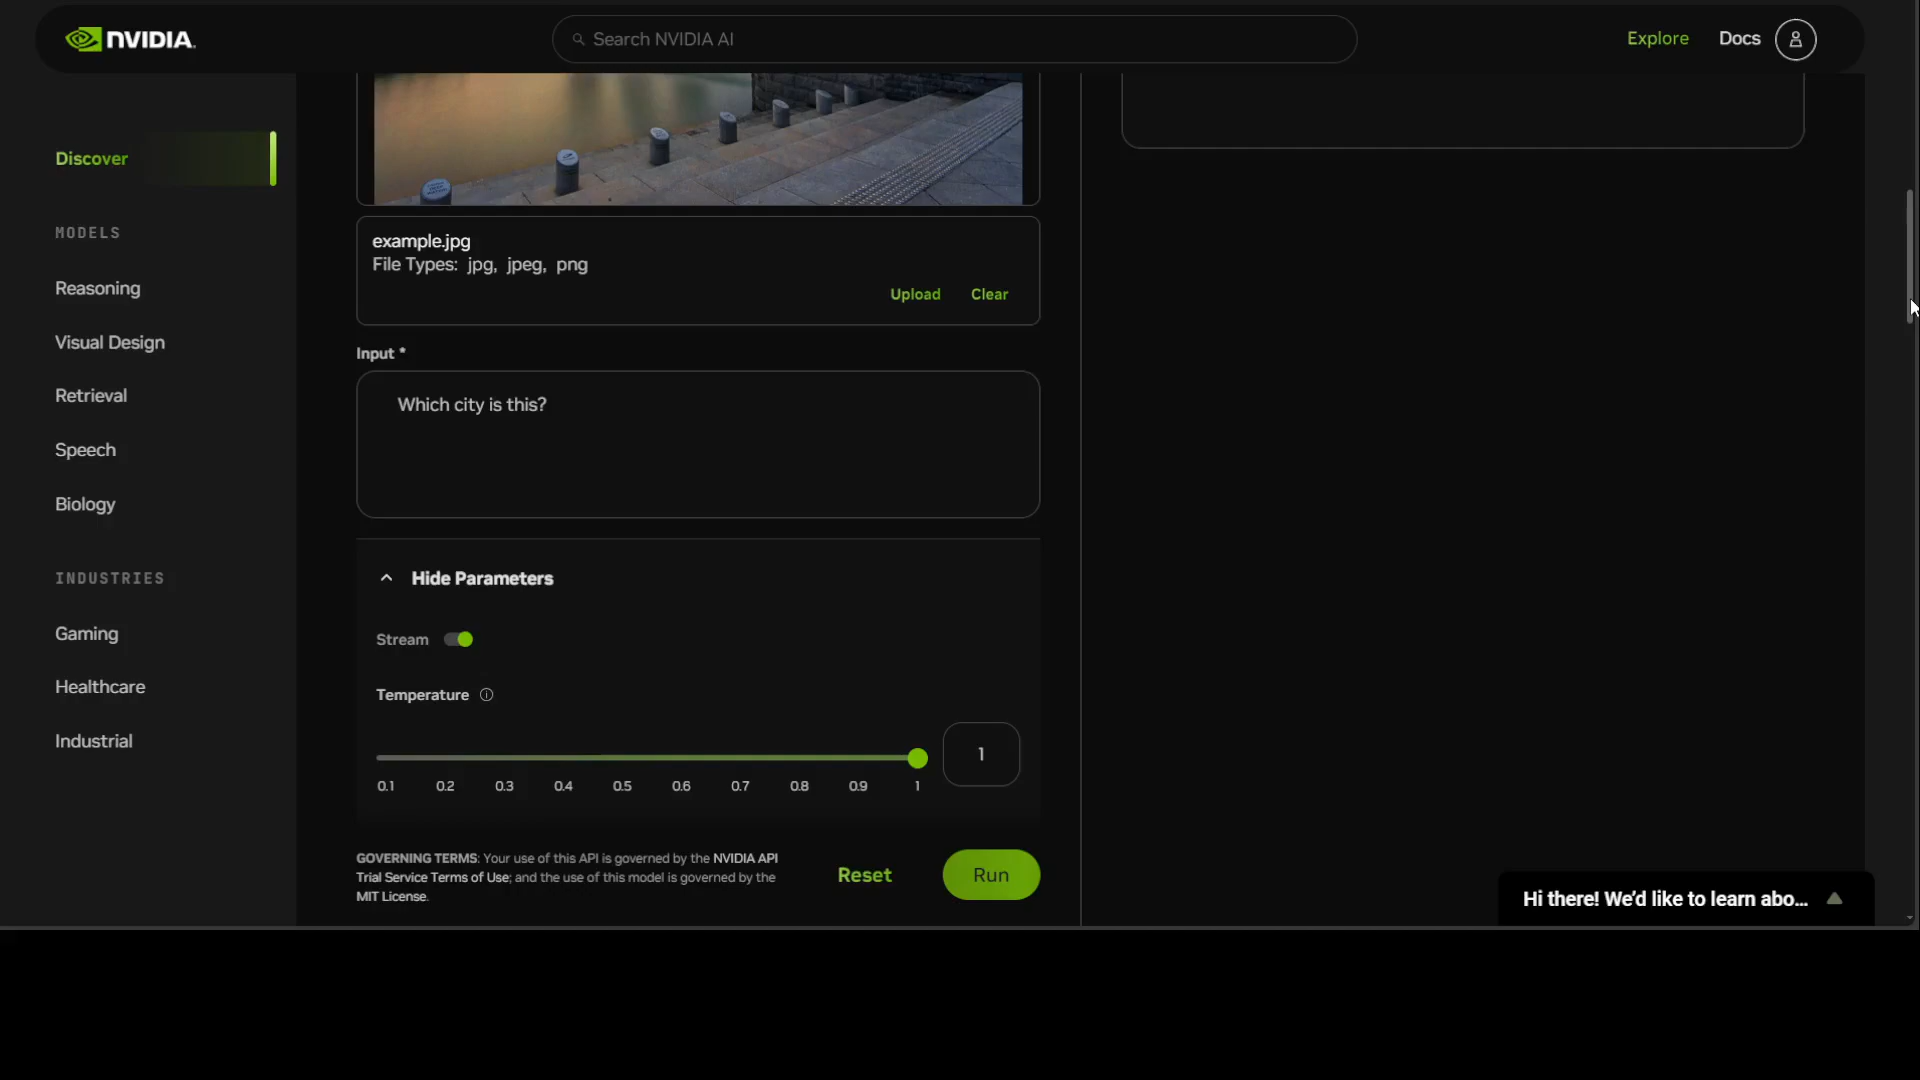 NVIDIA.
Search NVIDIA AI
Explore
Docs
Discover
MODELS
Reasoning
Visual Design
Retrieval
Speech
Biology
INDUSTRIES
Gaming
Healthcare
Industrial
example.jpg
File Types: jpg, jpeg, png
Upload
Clear
Input *
Which city is this?
Hide Parameters
Stream
Temperature
1
0.1 0.2 0.3 0.4 0.5 0.6 0.7 0.8 0.9 1
GOVERNING TERMS: Your use of this API is governed by the NVIDIA API
Trial Service Terms of Use; and the use of this model is governed by the
MIT License.
Reset
Run
Hi there! We'd like to learn abo...